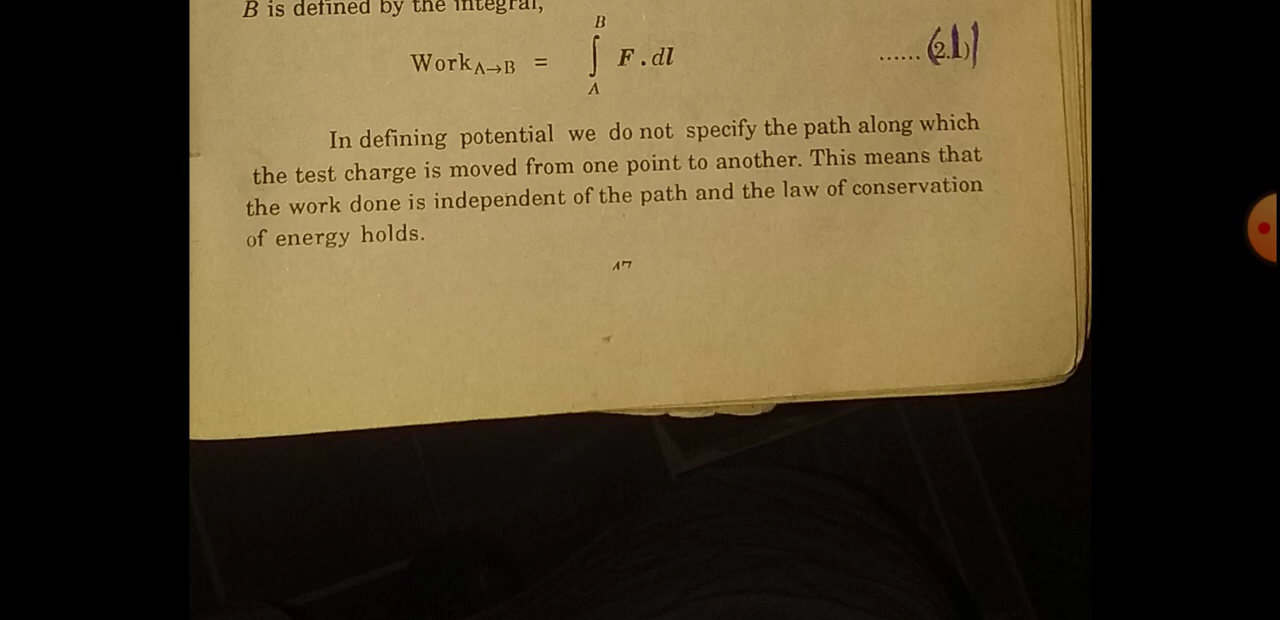 B is defined by the integral,
B
Work A→B = ∫ F . dl ...... (2.1)
A
In defining potential we do not specify the path along which
the test charge is moved from one point to another. This means that
the work done is independent of the path and the law of conservation
of energy holds.